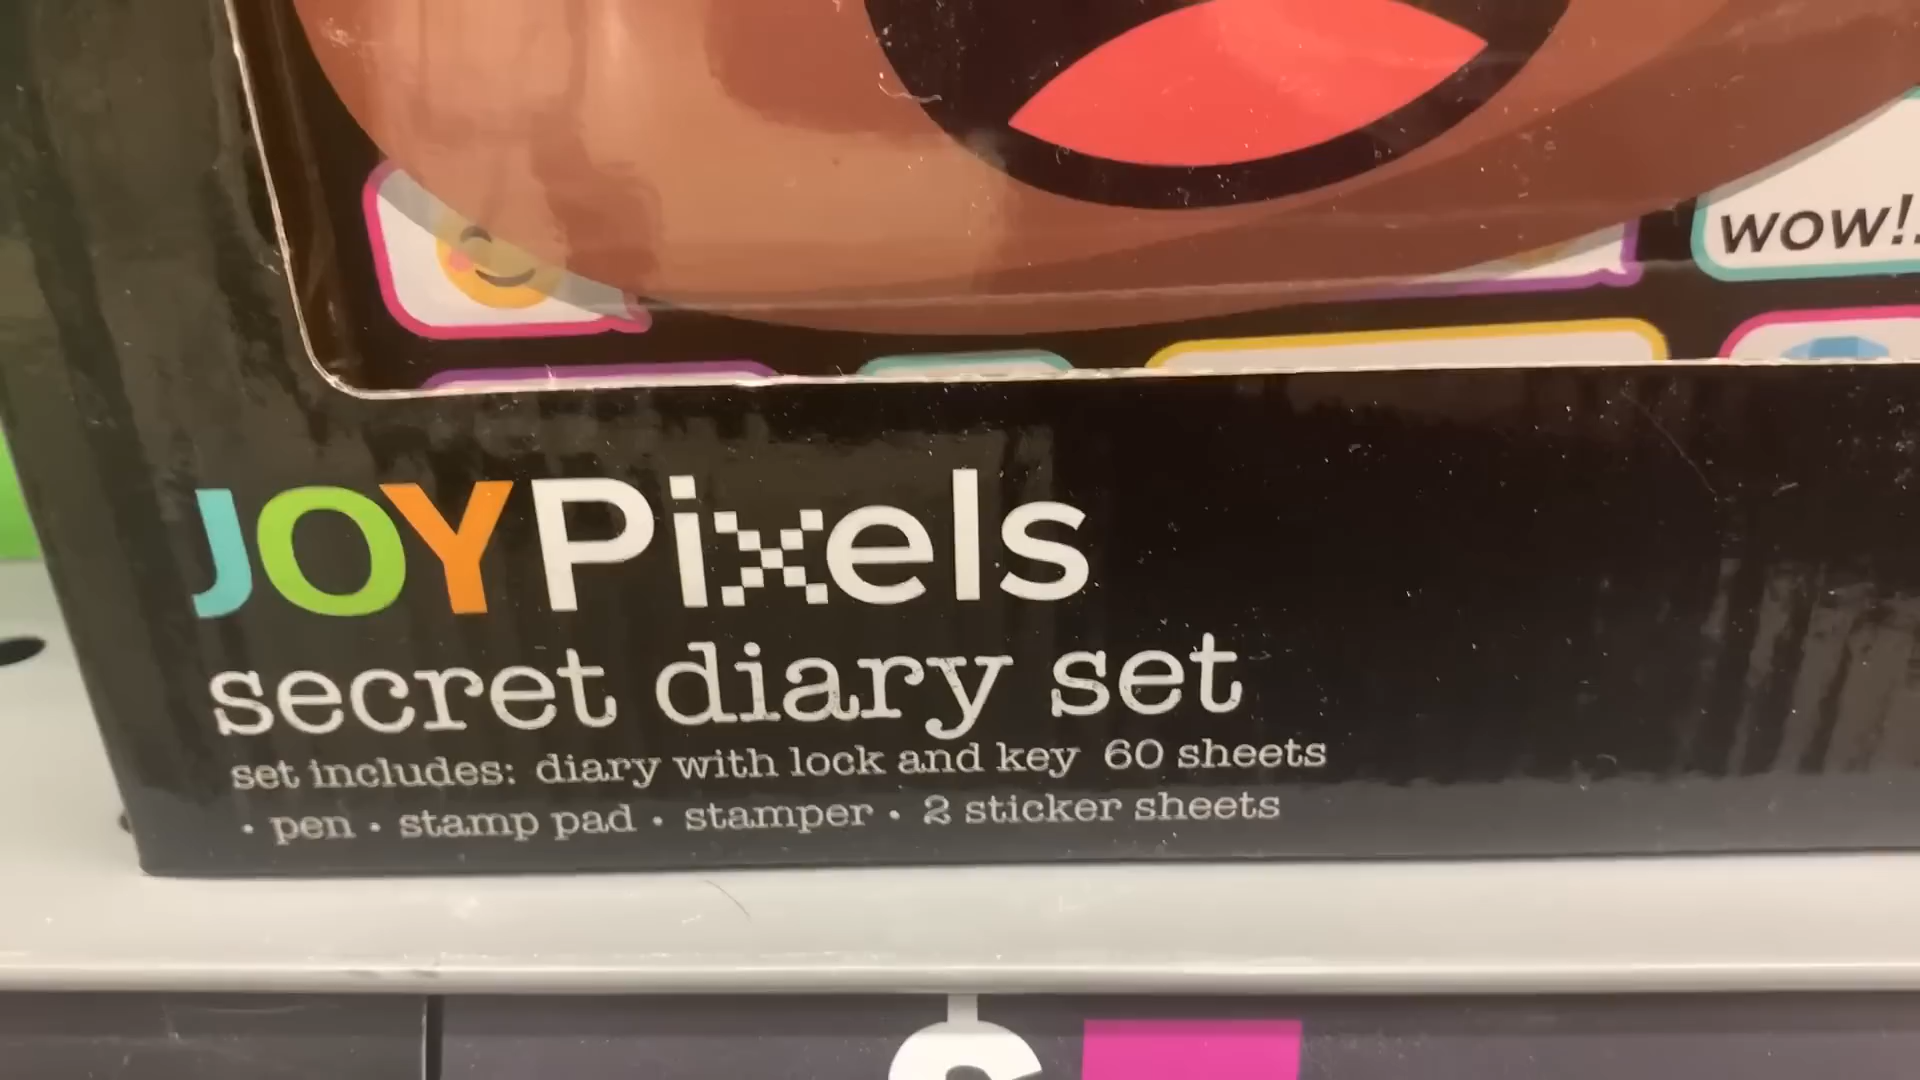 wow!
JOYPixels
secret diary set
set includes: diary with lock and key 60 sheets
• pen • stamp pad • stamper • 2 sticker sheets